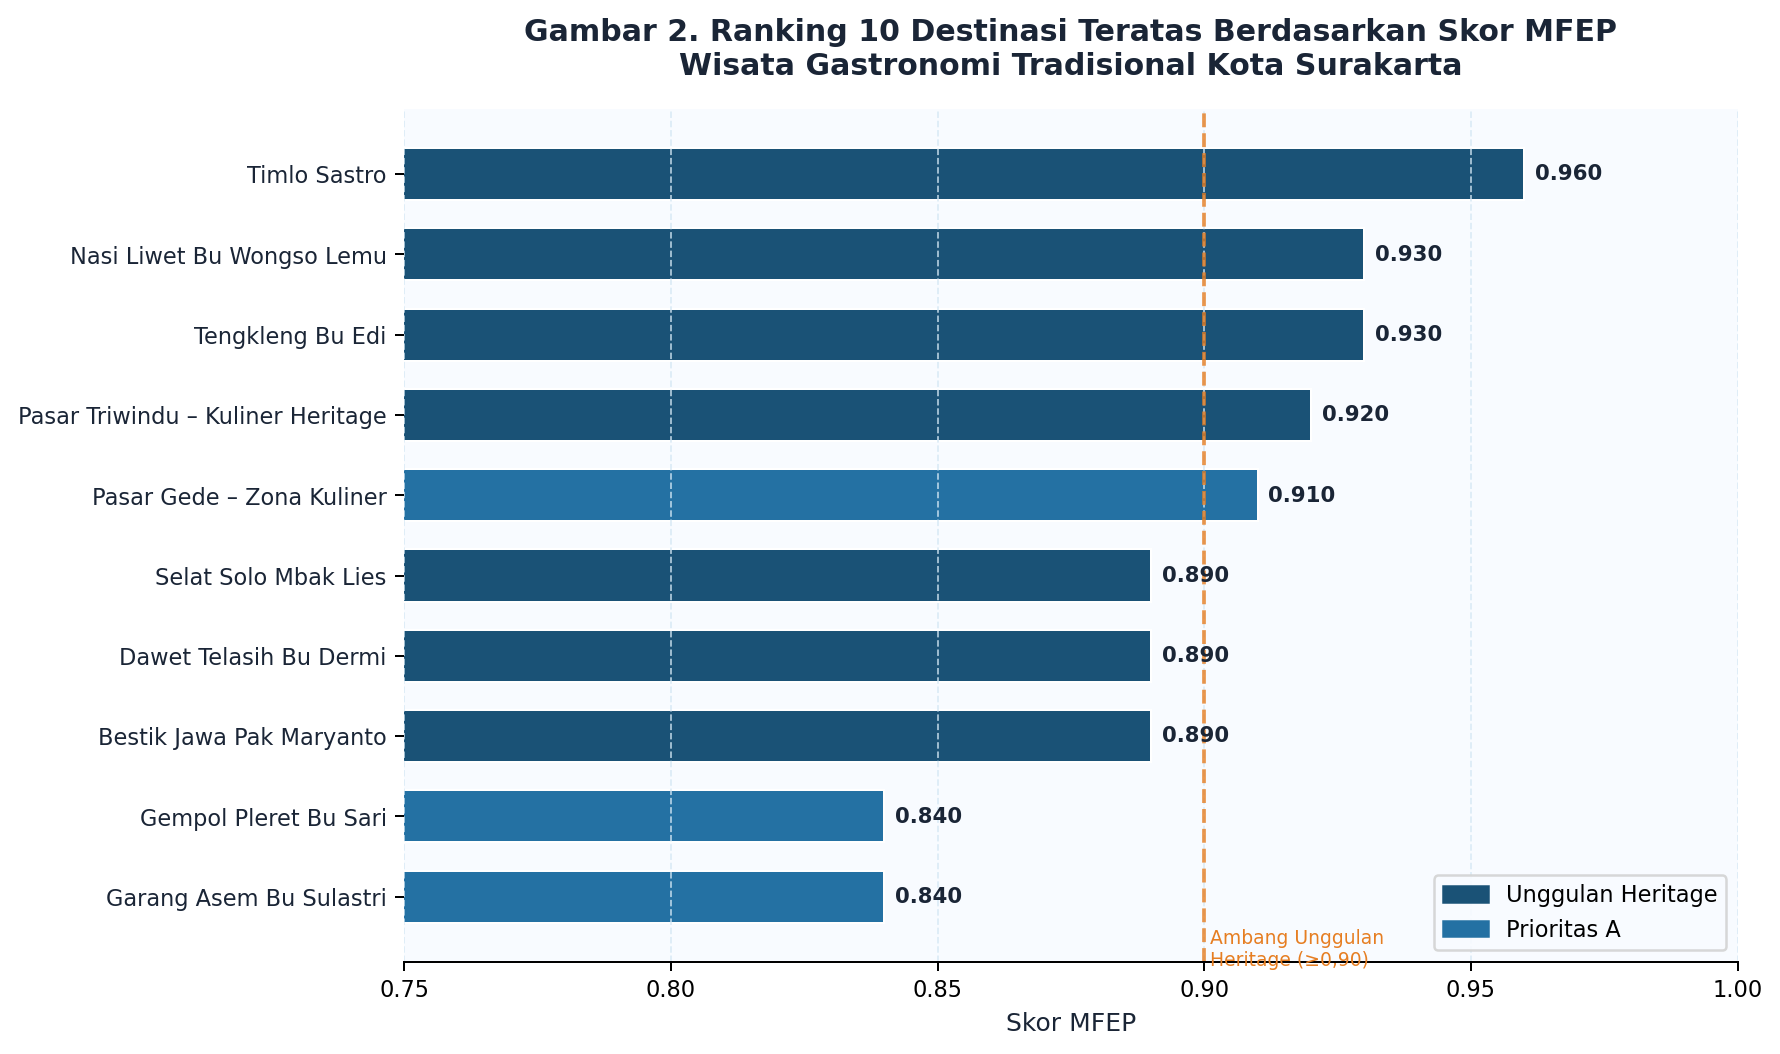 Gambar 2. Ranking 10 Destinasi Teratas Berdasarkan Skor MFEP
Wisata Gastronomi Tradisional Kota Surakarta
Timlo Sastro
0.960
Nasi Liwet Bu Wongso Lemu
0.930
Tengkleng Bu Edi
0.930
Pasar Triwindu – Kuliner Heritage
0.920
Pasar Gede – Zona Kuliner
0.910
Selat Solo Mbak Lies
0.890
Dawet Telasih Bu Dermi
0.890
Bestik Jawa Pak Maryanto
0.890
Gempol Pleret Bu Sari
0.840
Garang Asem Bu Sulastri
0.840
Unggulan Heritage
Prioritas A
Ambang Unggulan
Heritage (≥0,90)
0.75
0.80
0.85
0.90
0.95
1.00
Skor MFEP